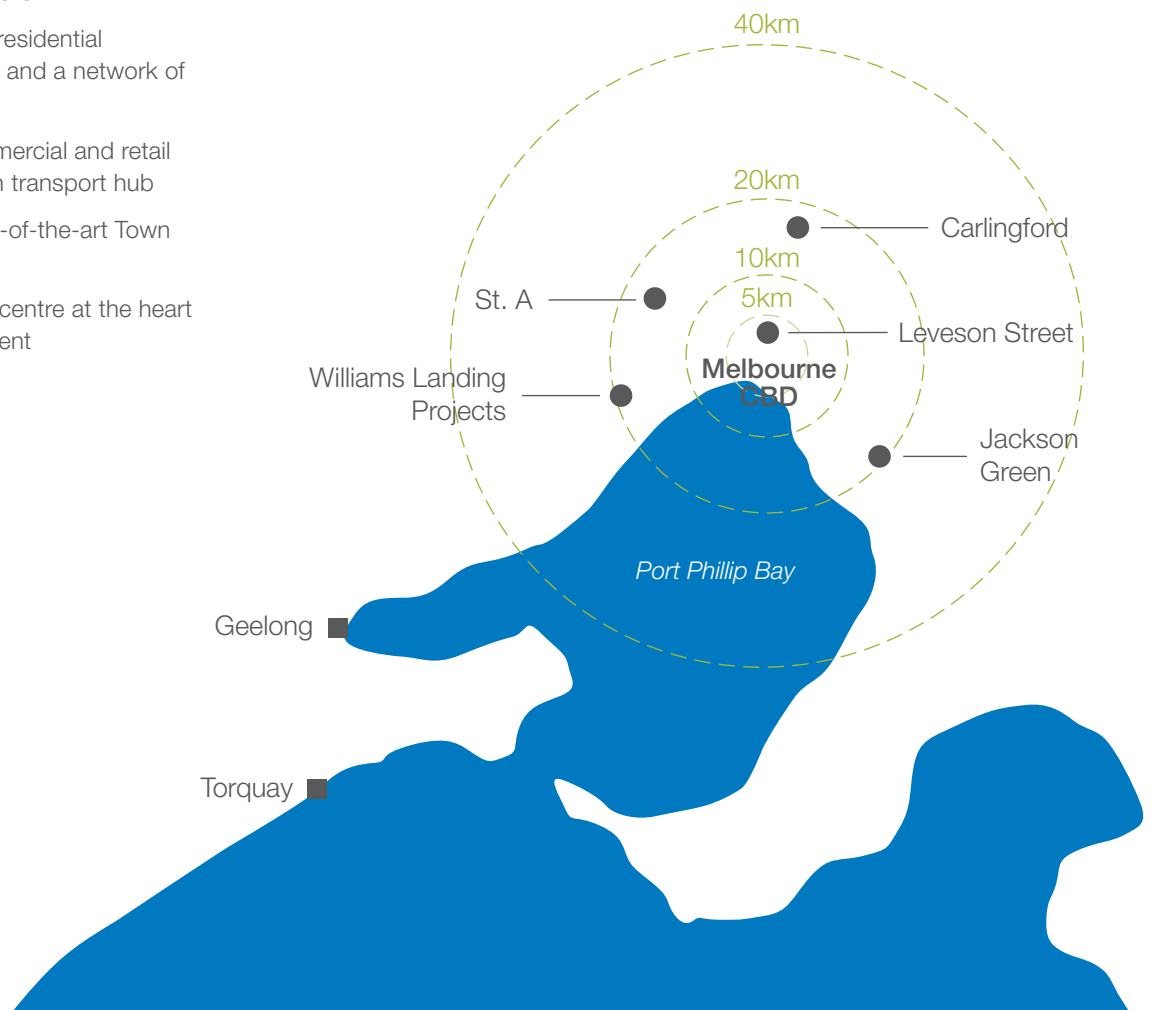 residential
and a network of
mercial and retail
transport hub
-of-the-art Town
centre at the heart
ent
40km
20km
Carlingford
10km
St. A
5km
Leveson Street
Melbourne
CBD
Williams Landing
Projects
Jackson
Green
Port Phillip Bay
Geelong
Torquay